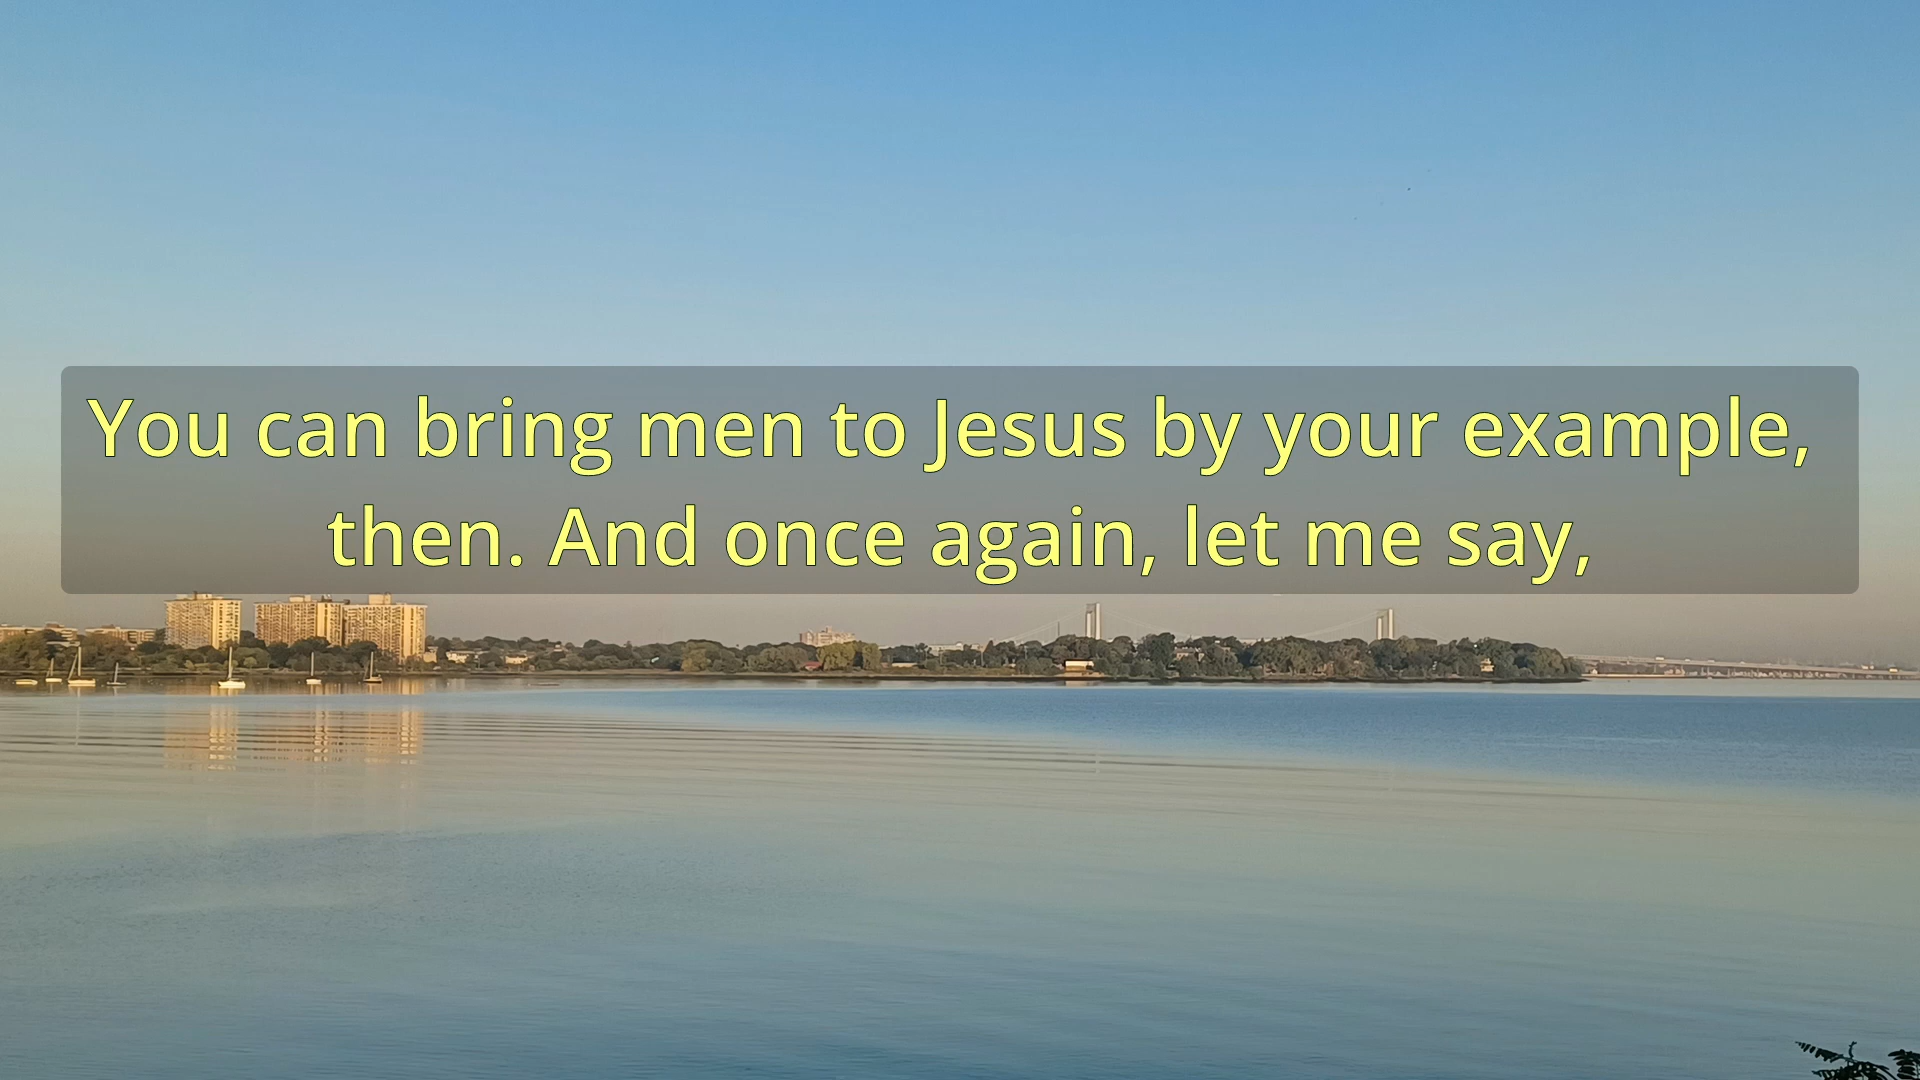 You can bring men to Jesus by your example,
then. And once again, let me say,